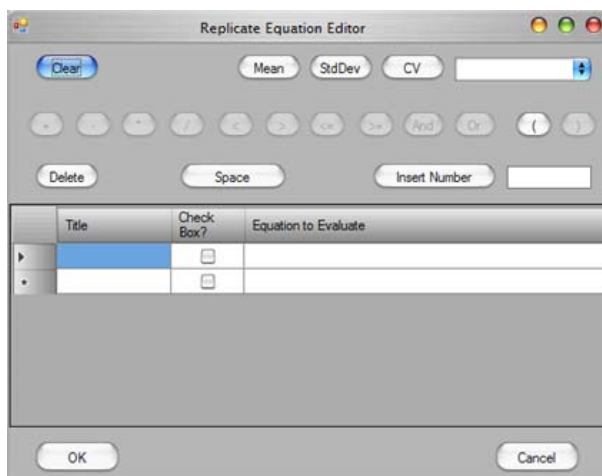 Replicate Equation Editor
Clear Mean StdDev CV
/ < > <= >= And Or ( )
Delete Space Insert Number
Title Check Box? Equation to Evaluate
OK Cancel